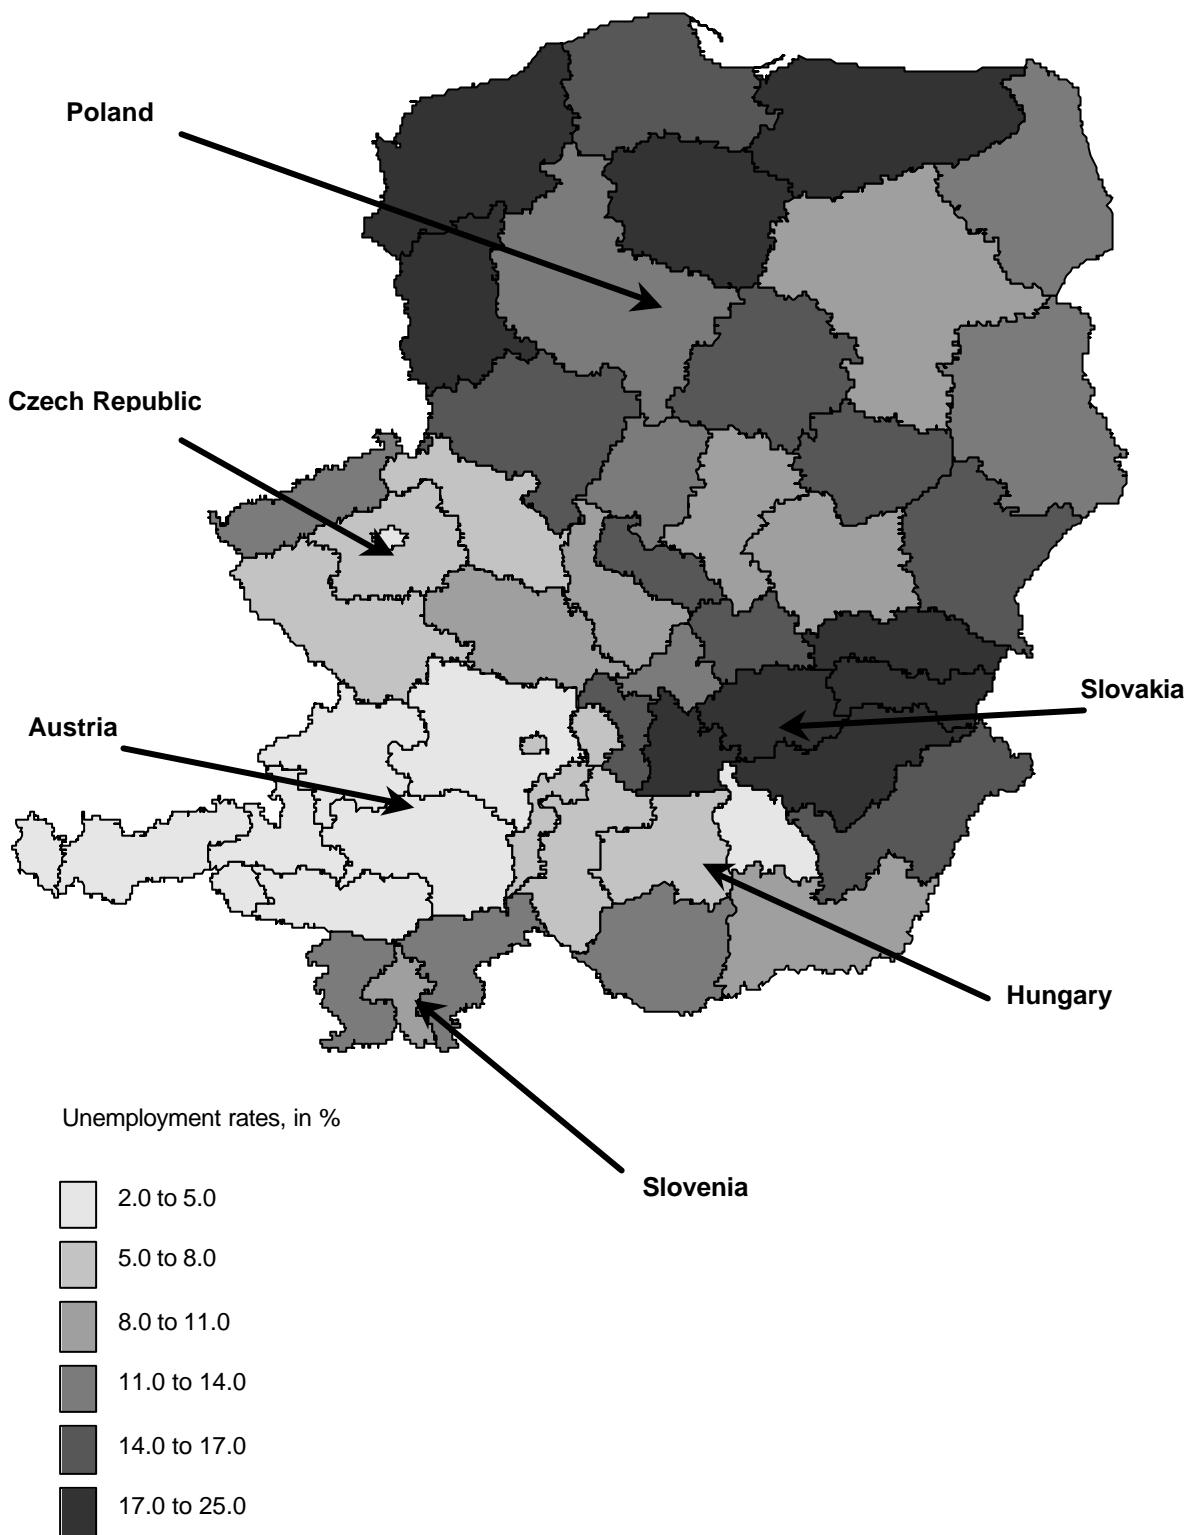 Poland
Czech Republic
Slovakia
Austria
Hungary
Slovenia
Unemployment rates, in %
2.0 to 5.0
5.0 to 8.0
8.0 to 11.0
11.0 to 14.0
14.0 to 17.0
17.0 to 25.0